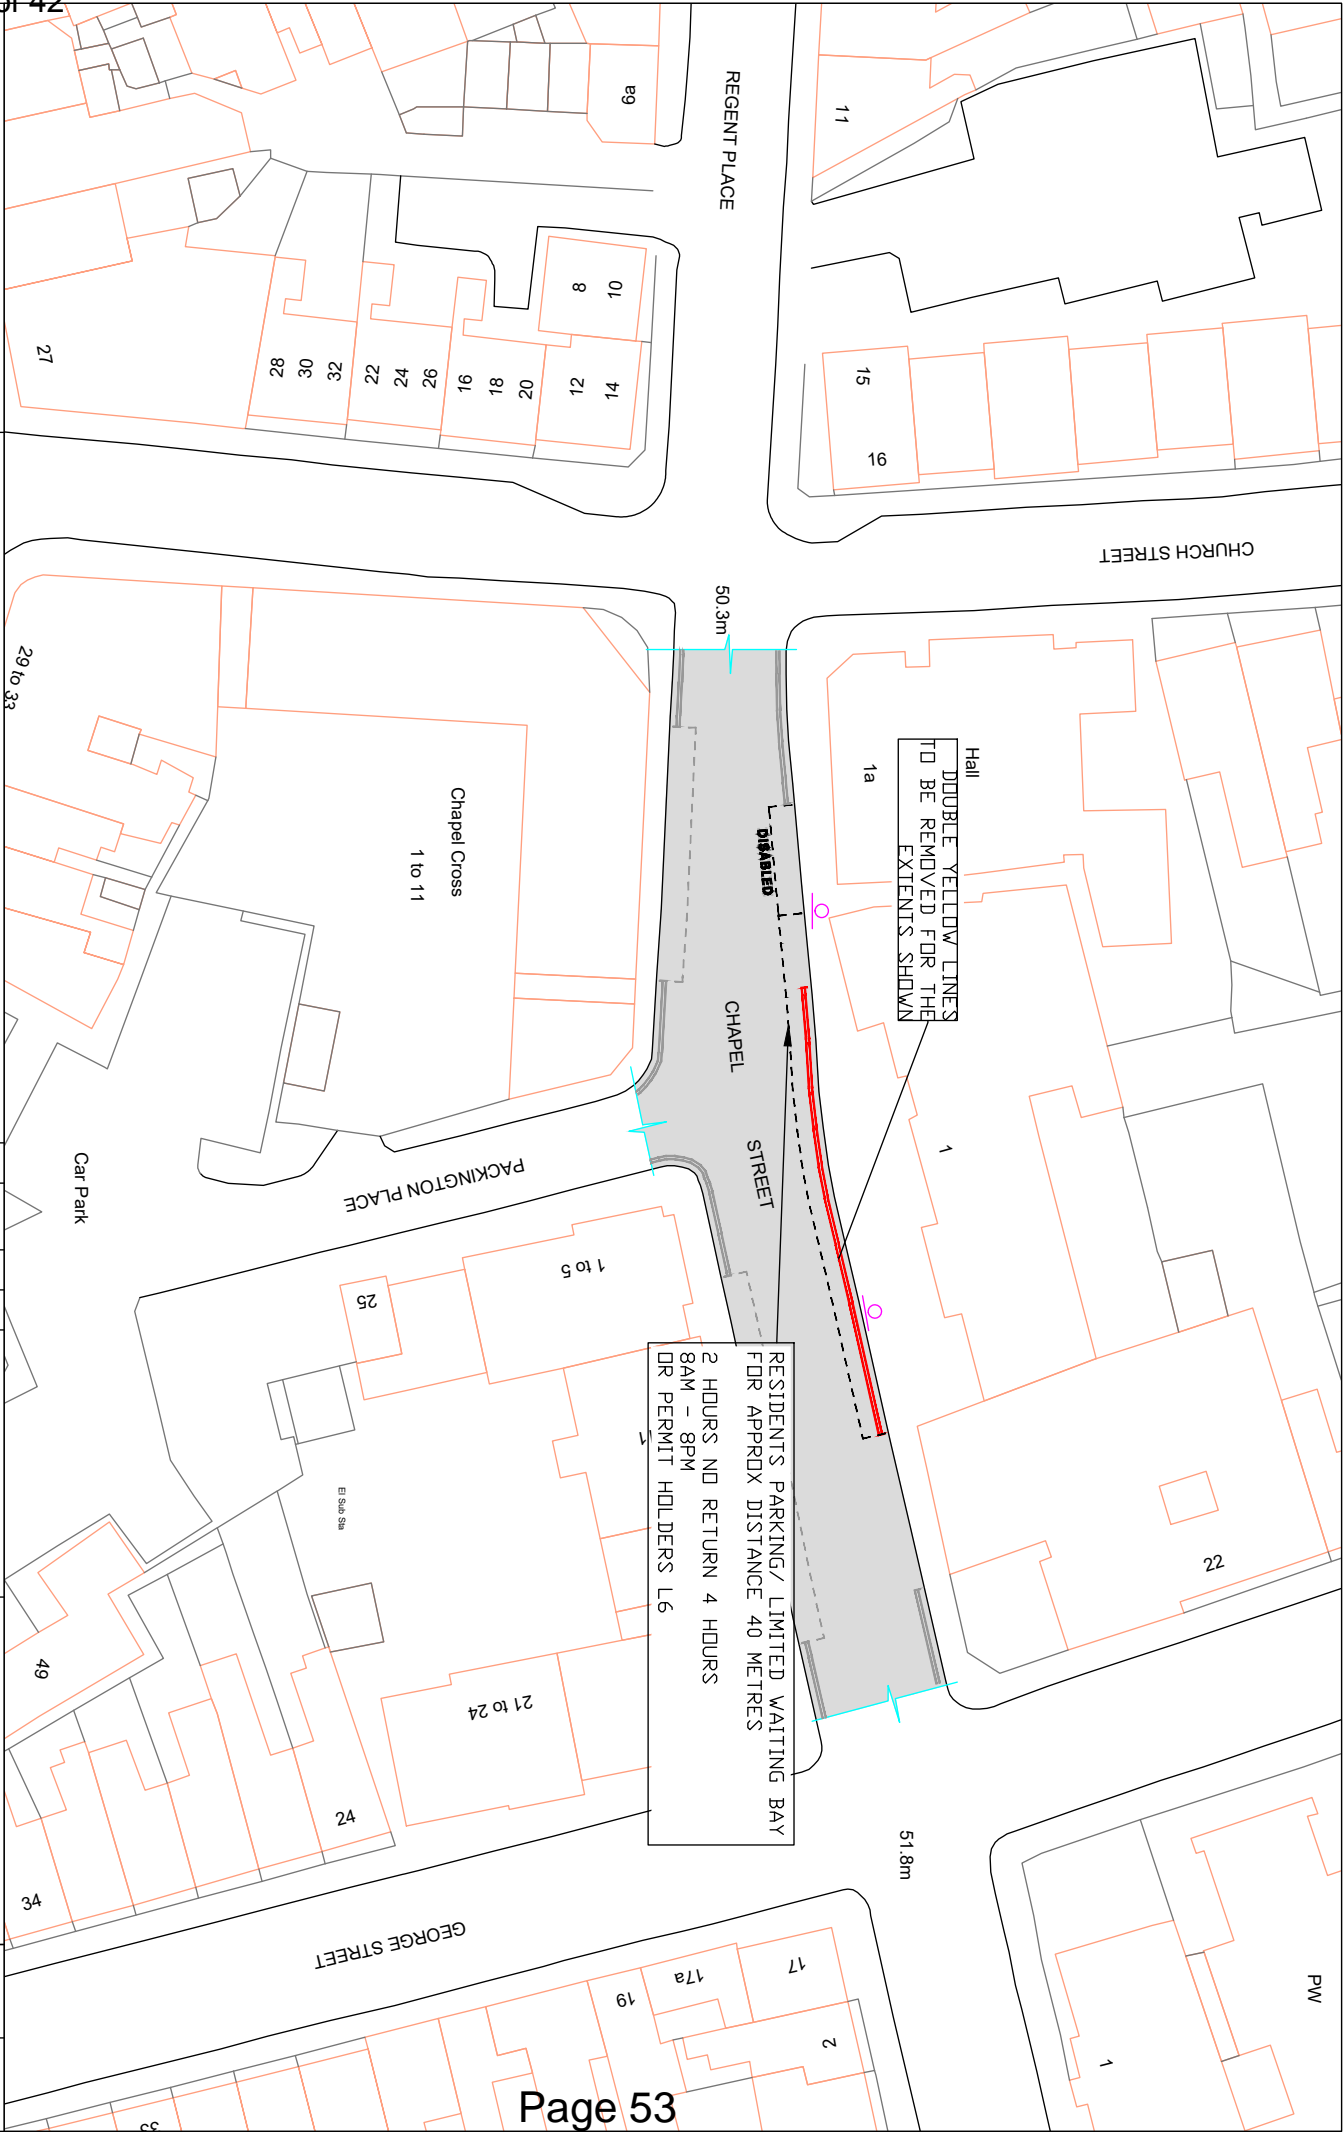 of 42
REGENT PLACE
6a
11
8
10
12
14
28
30
32
22
24
26
16
18
20
27
15
16
CHURCH STREET
50.3m
29 to 33
Chapel Cross
1 to 11
Hall
1a
DOUBLE YELLOW LINES
TO BE REMOVED FOR THE
EXTENTS SHOWN
DISABLED
CHAPEL
STREET
1
PACKINGTON PLACE
Car Park
1 to 5
25
El Sub Sta
RESIDENTS PARKING/ LIMITED WAITING BAY
FOR APPROX DISTANCE 40 METRES
2 HOURS NO RETURN 4 HOURS
8AM - 8PM
OR PERMIT HOLDERS L6
22
49
21 to 24
24
34
51.8m
GEORGE STREET
19
17a
17
2
PW
1
33
Page 53